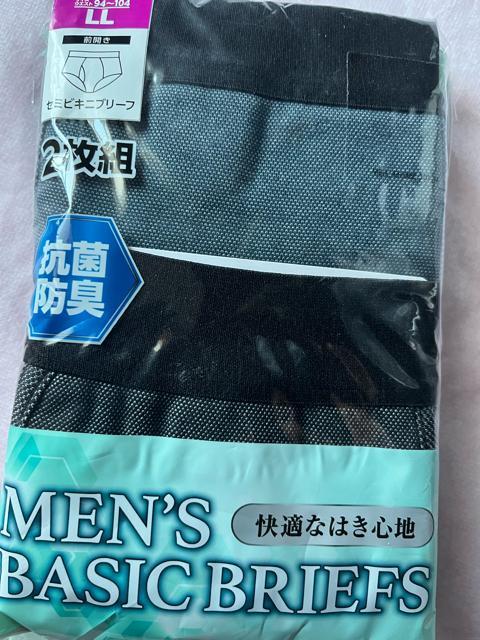 ウエスト94〜104
LL
前開き
セミビキニブリーフ
2枚組
抗菌
防臭
MEN'S
快適なはき心地
BASIC BRIEFS